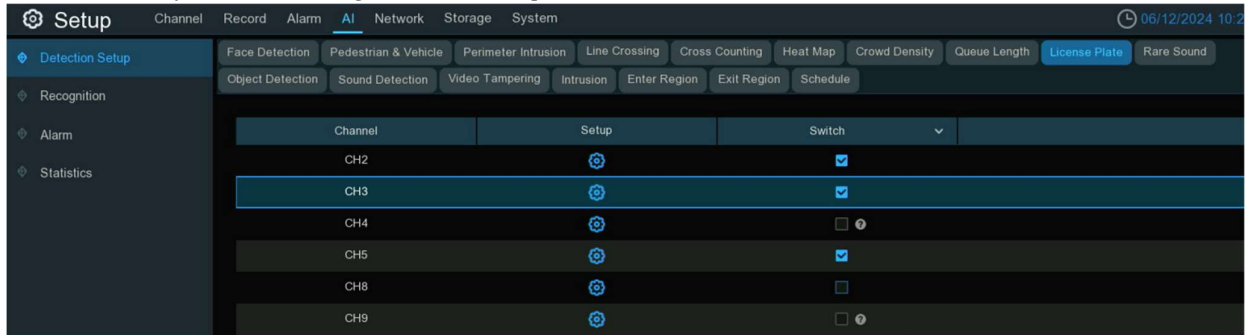 Setup Channel Record Alarm AI Network Storage System 06/12/2024 10:2
Detection Setup
Recognition
Alarm
Statistics
Face Detection Pedestrian & Vehicle Perimeter Intrusion Line Crossing Cross Counting Heat Map Crowd Density Queue Length License Plate Rare Sound
Object Detection Sound Detection Video Tampering Intrusion Enter Region Exit Region Schedule
Channel Setup Switch
CH2
CH3
CH4 ?
CH5
CH8
CH9 ?